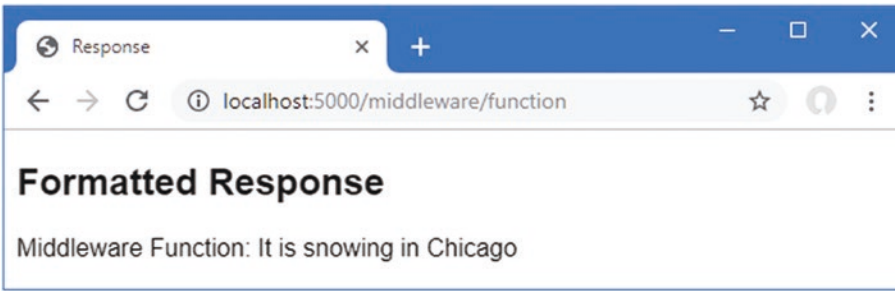 Response
localhost:5000/middleware/function
Formatted Response
Middleware Function: It is snowing in Chicago